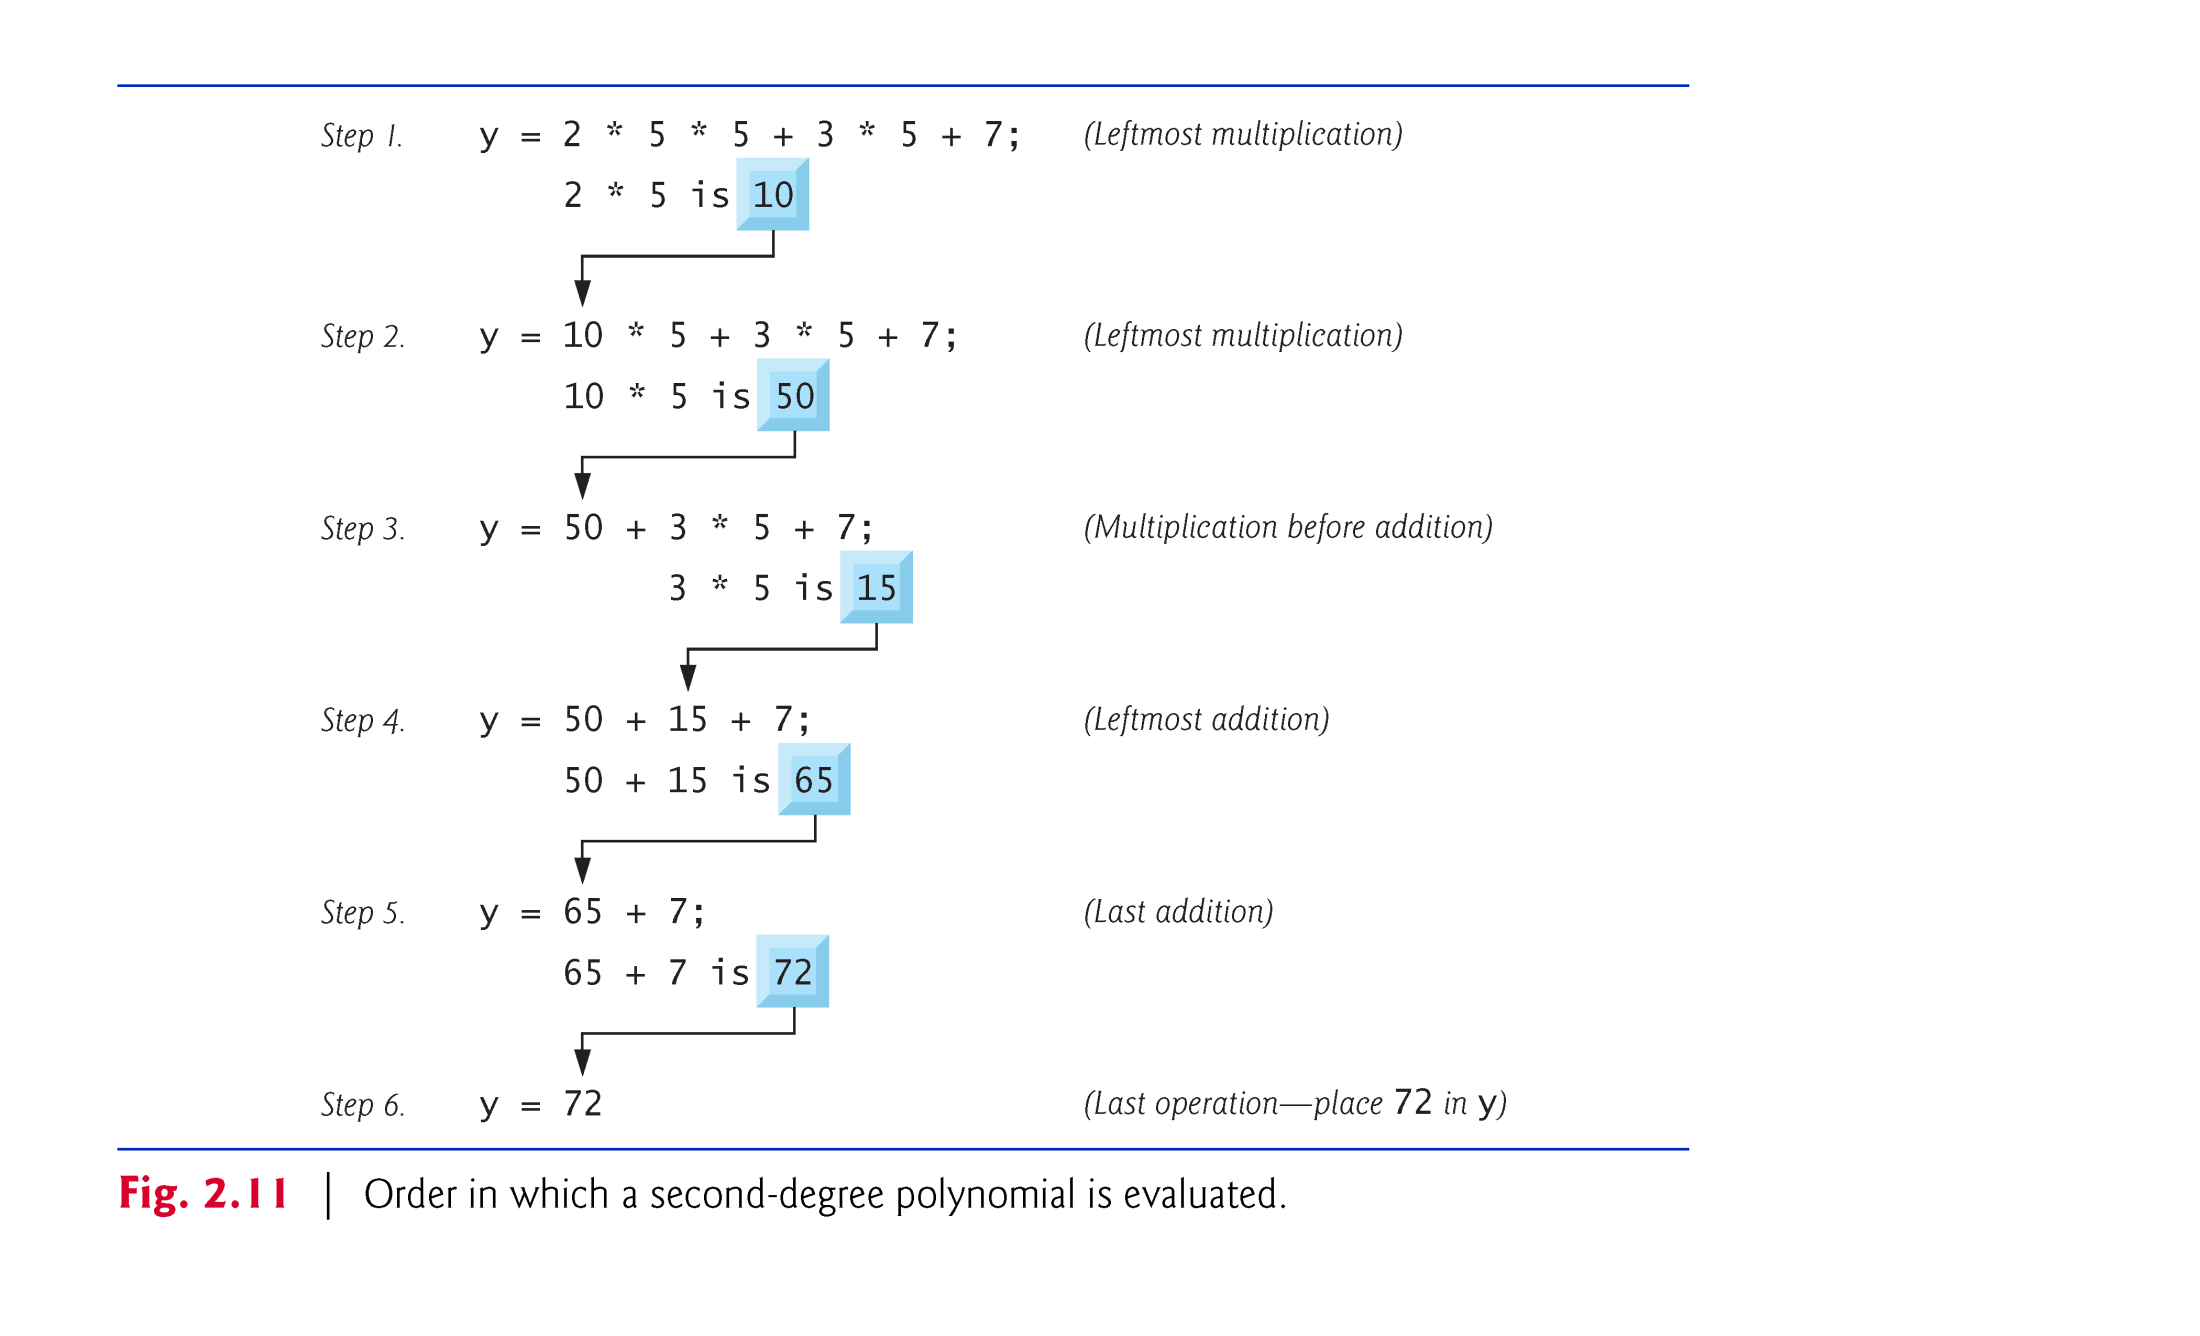 Step 1. y = 2 * 5 * 5 + 3 * 5 + 7; (Leftmost multiplication)
2 * 5 is 10
Step 2. y = 10 * 5 + 3 * 5 + 7; (Leftmost multiplication)
10 * 5 is 50
Step 3. y = 50 + 3 * 5 + 7; (Multiplication before addition)
3 * 5 is 15
Step 4. y = 50 + 15 + 7; (Leftmost addition)
50 + 15 is 65
Step 5. y = 65 + 7; (Last addition)
65 + 7 is 72
Step 6. y = 72 (Last operation—place 72 in y)
Fig. 2.11 | Order in which a second-degree polynomial is evaluated.